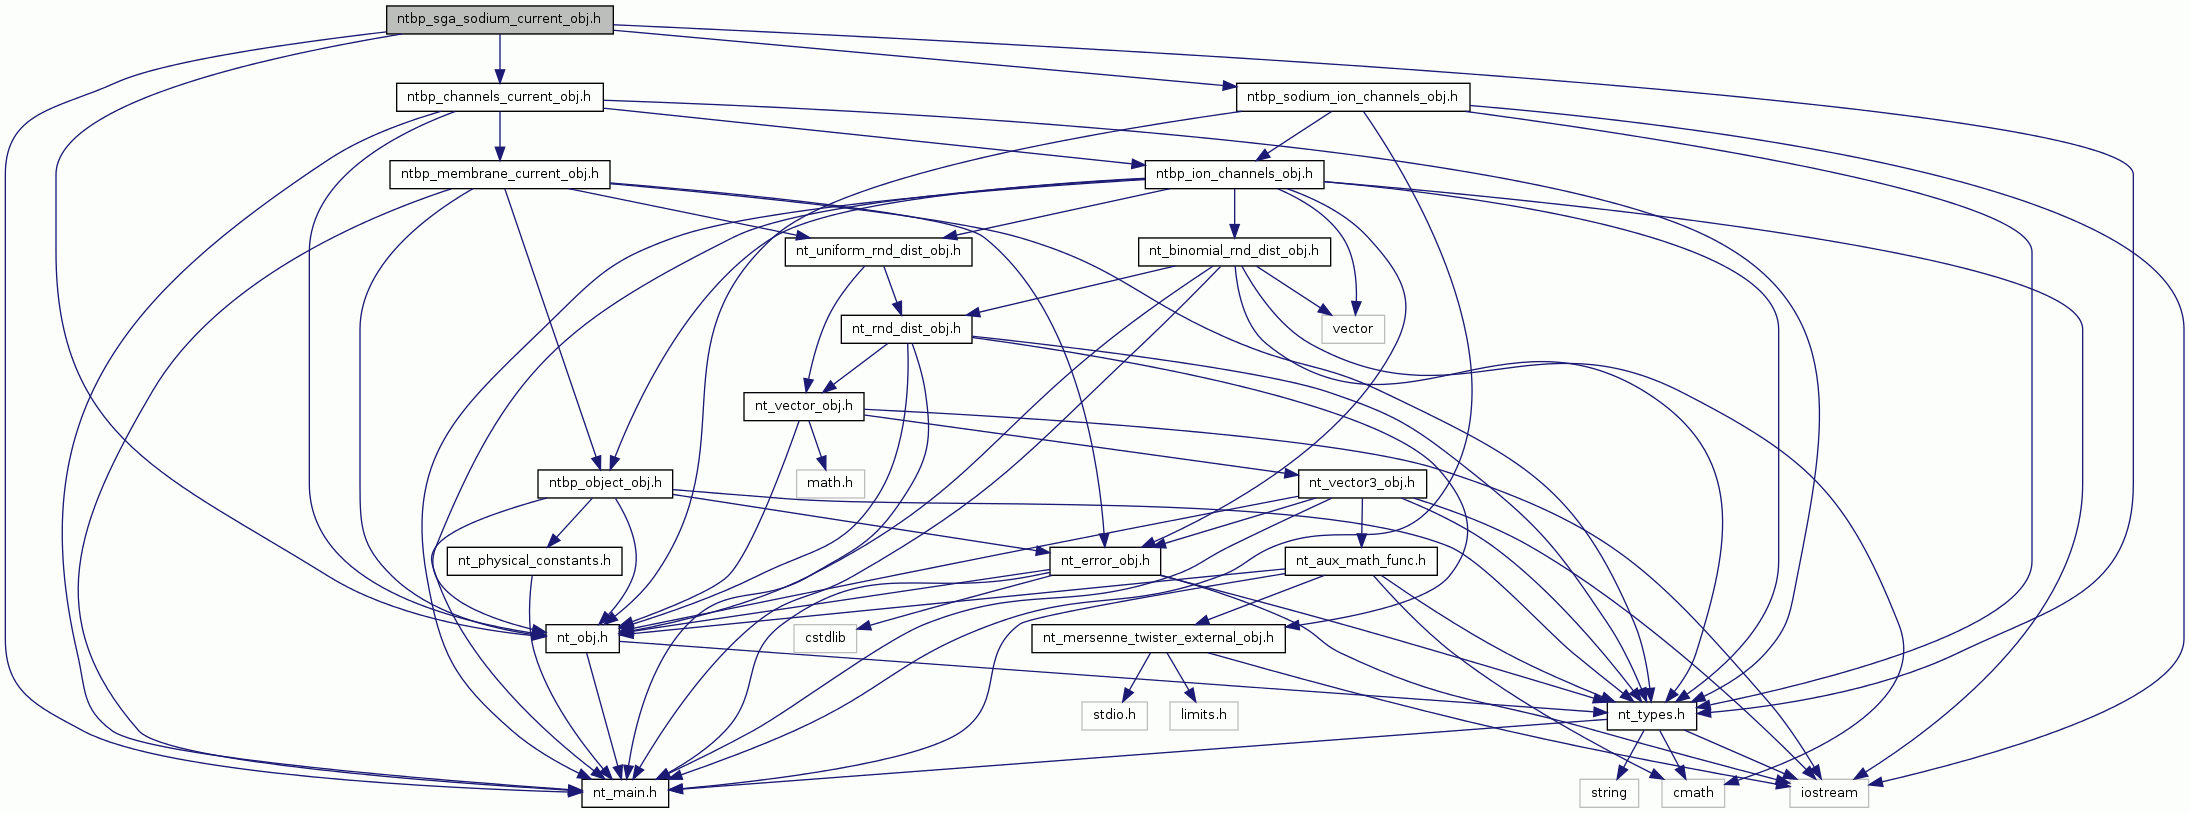 ntbp_sga_sodium_current_obj.h
ntbp_channels_current_obj.h
ntbp_sodium_ion_channels_obj.h
ntbp_membrane_current_obj.h
ntbp_ion_channels_obj.h
nt_uniform_rnd_dist_obj.h
nt_binomial_rnd_dist_obj.h
nt_rnd_dist_obj.h
vector
nt_vector_obj.h
ntbp_object_obj.h
math.h
nt_vector3_obj.h
nt_physical_constants.h
nt_error_obj.h
nt_aux_math_func.h
nt_obj.h
cstdlib
nt_mersenne_twister_external_obj.h
stdio.h
limits.h
nt_types.h
nt_main.h
string
cmath
iostream